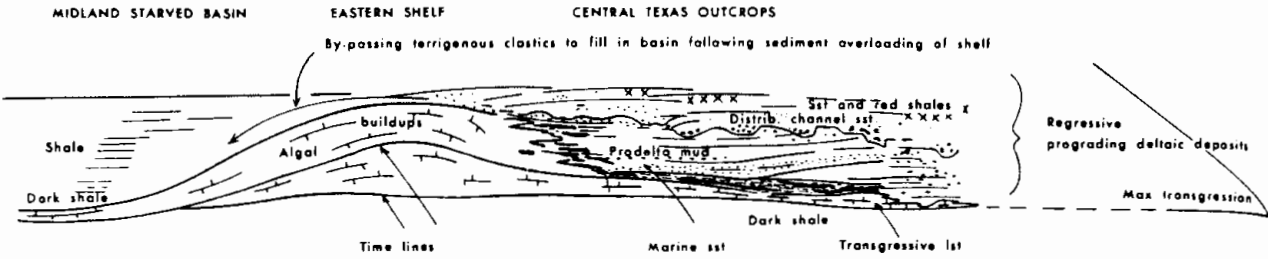 MIDLAND STARVED BASIN
EASTERN SHELF
CENTRAL TEXAS OUTCROPS
By-passing terrigenous clastics to fill in basin following sediment overloading of shelf
Sst and red shales
buildups
Distrib channel sst
Regressive
prograding deltaic deposits
Shale
Algal
Prodelta mud
Dark shale
Max transgression
Dark shale
Time lines
Marine sst
Transgressive lst